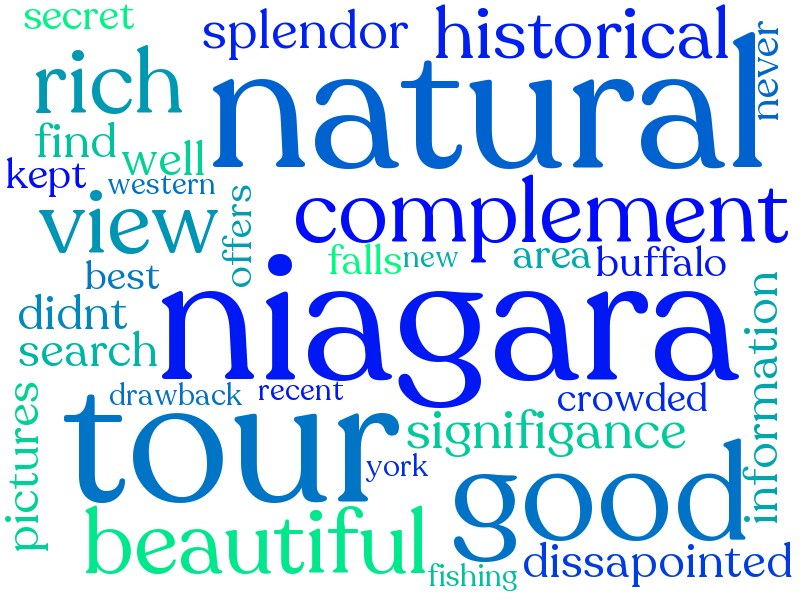 secret
splendor
historical
never
rich
natural
find
well
kept
western
complement
view
offers
falls
new
area
buffalo
best
niagara
didnt
search
information
drawback
recent
crowded
pictures
tour
signifigance
york
good
beautiful
dissapointed
fishing